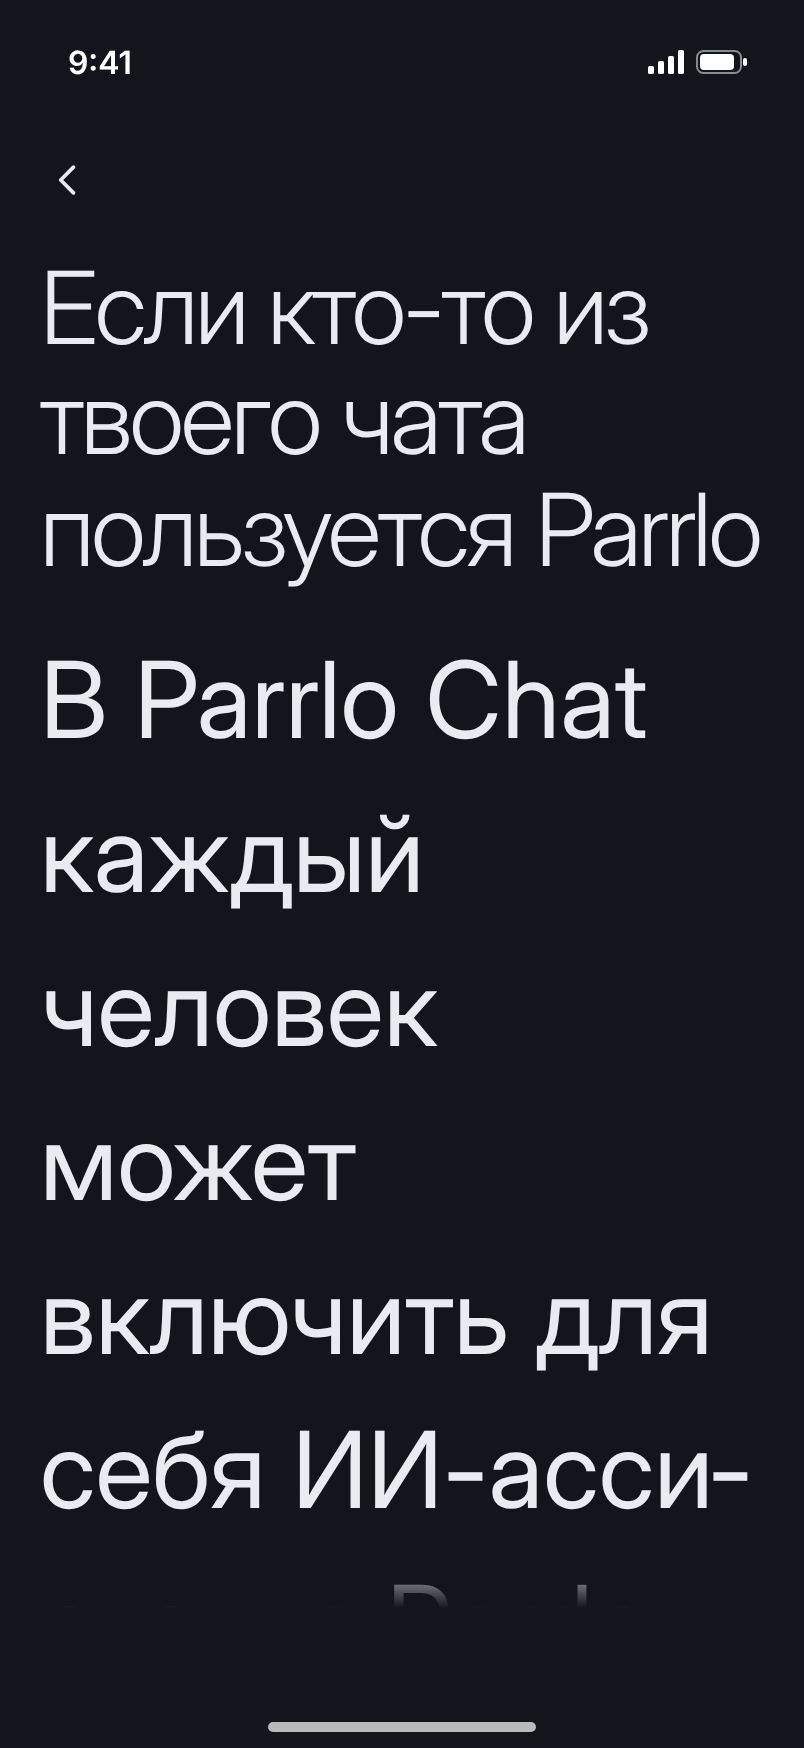 9:41
Если кто-то из
твоего чата
пользуется Parrlo
В Parrlo Chat
каждый
человек
может
включить для
себя ИИ-асси-